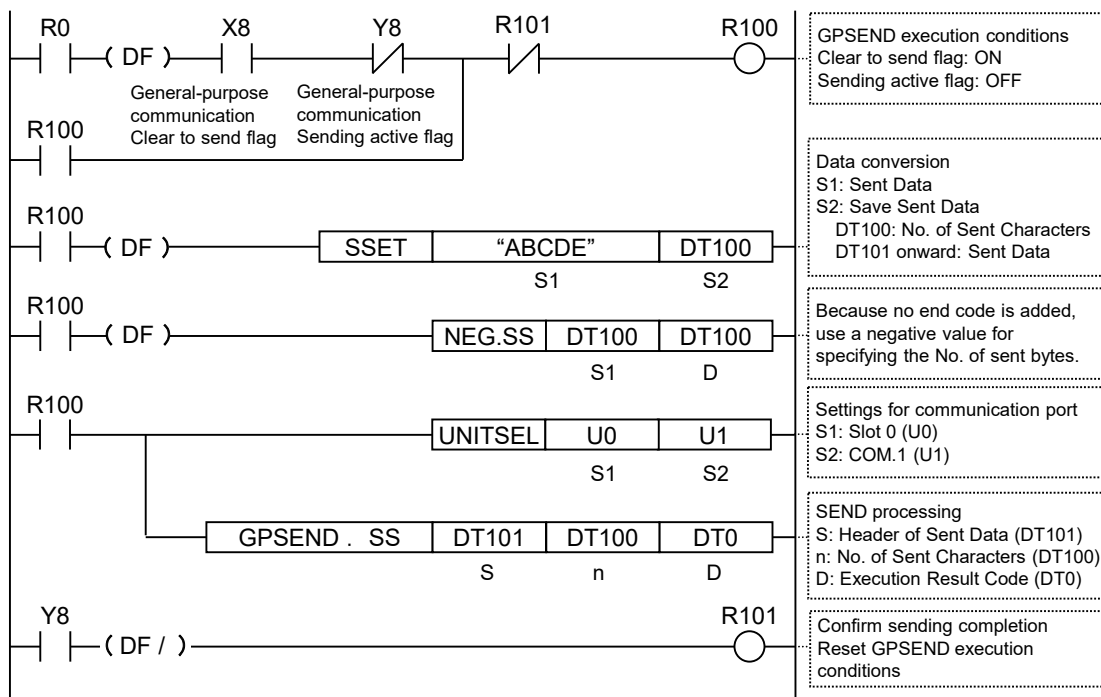 R0 X8 Y8 R101 R100
( DF )
General-purpose
communication
Clear to send flag
General-purpose
communication
Sending active flag
R100
GPSEND execution conditions
Clear to send flag: ON
Sending active flag: OFF
R100
( DF ) SSET “ABCDE” DT100
S1 S2
Data conversion
S1: Sent Data
S2: Save Sent Data
DT100: No. of Sent Characters
DT101 onward: Sent Data
R100
( DF ) NEG.SS DT100 DT100
S1 D
Because no end code is added,
use a negative value for
specifying the No. of sent bytes.
R100
UNITSEL U0 U1
S1 S2
Settings for communication port
S1: Slot 0 (U0)
S2: COM.1 (U1)
GPSEND . SS DT101 DT100 DT0
S n D
SEND processing
S: Header of Sent Data (DT101)
n: No. of Sent Characters (DT100)
D: Execution Result Code (DT0)
Y8 R101
( DF / )
Confirm sending completion
Reset GPSEND execution
conditions